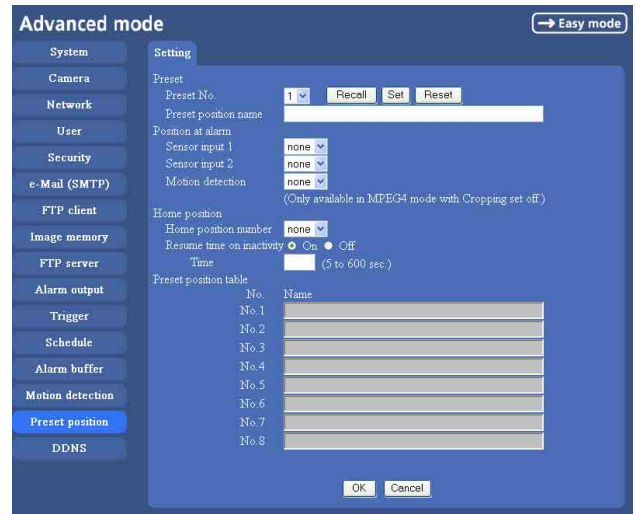 Advanced mode
→ Easy mode
System
Camera
Network
User
Security
e-Mail (SMTP)
FTP client
Image memory
FTP server
Alarm output
Trigger
Schedule
Alarm buffer
Motion detection
Preset position
DDNS
Setting
Preset
Preset No. 1 Recall Set Reset
Preset position name
Position at alarm
Sensor input 1 none
Sensor input 2 none
Motion detection none
(Only available in MPEG4 mode with Cropping set off.)
Home position
Home position number none
Resume time on inactivity On Off
Time (5 to 600 sec.)
Preset position table
No. Name
No.1
No.2
No.3
No.4
No.5
No.6
No.7
No.8
OK Cancel